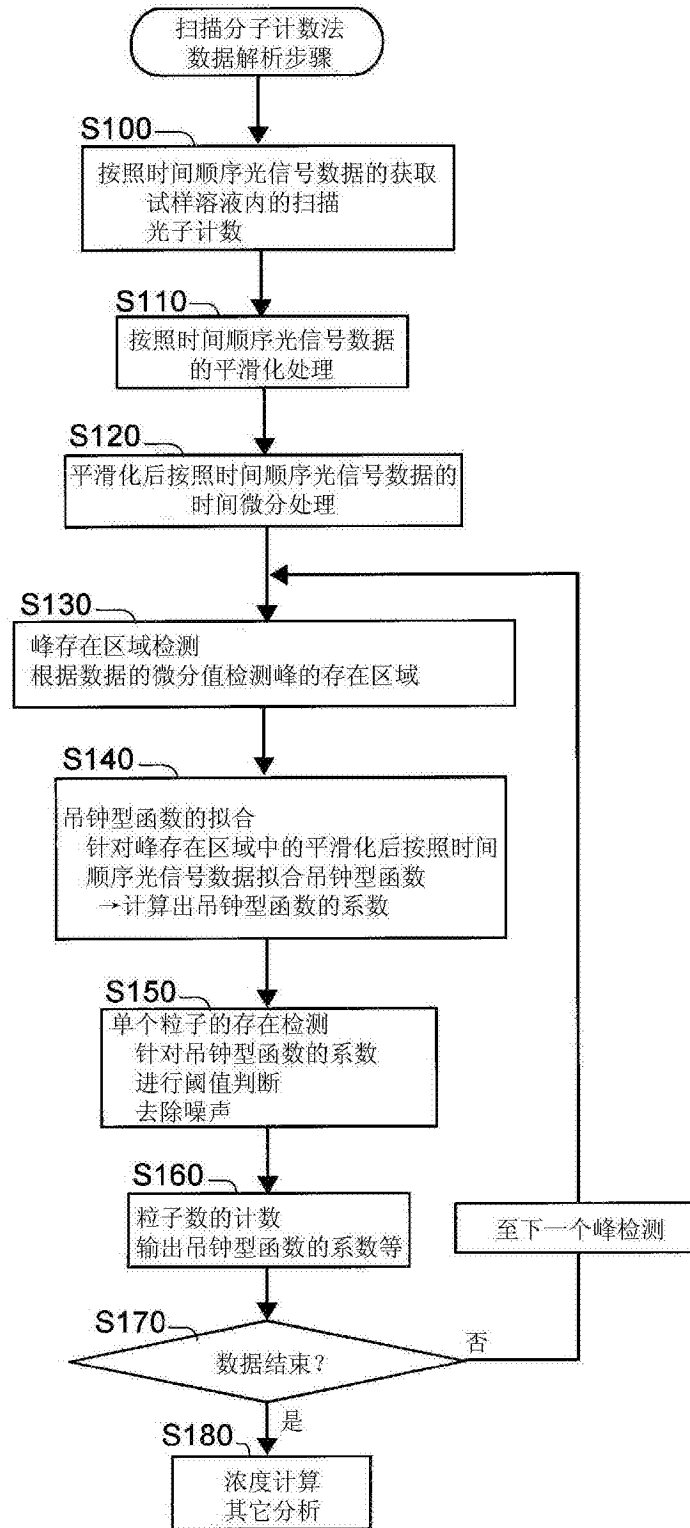 扫描分子计数法
数据解析步骤
S100
按照时间顺序光信号数据的获取
试样溶液内的扫描
光子计数
S110
按照时间顺序光信号数据
的平滑化处理
S120
平滑化后按照时间顺序光信号数据的
时间微分处理
S130
峰存在区域检测
根据数据的微分值检测峰的存在区域
S140
吊钟型函数的拟合
针对峰存在区域中的平滑化后按照时间
顺序光信号数据拟合吊钟型函数
→计算出吊钟型函数的系数
S150
单个粒子的存在检测
针对吊钟型函数的系数
进行阈值判断
去除噪声
S160
粒子数的计数
输出吊钟型函数的系数等
至下一个峰检测
S170
数据结束?
否
是
S180
浓度计算
其它分析